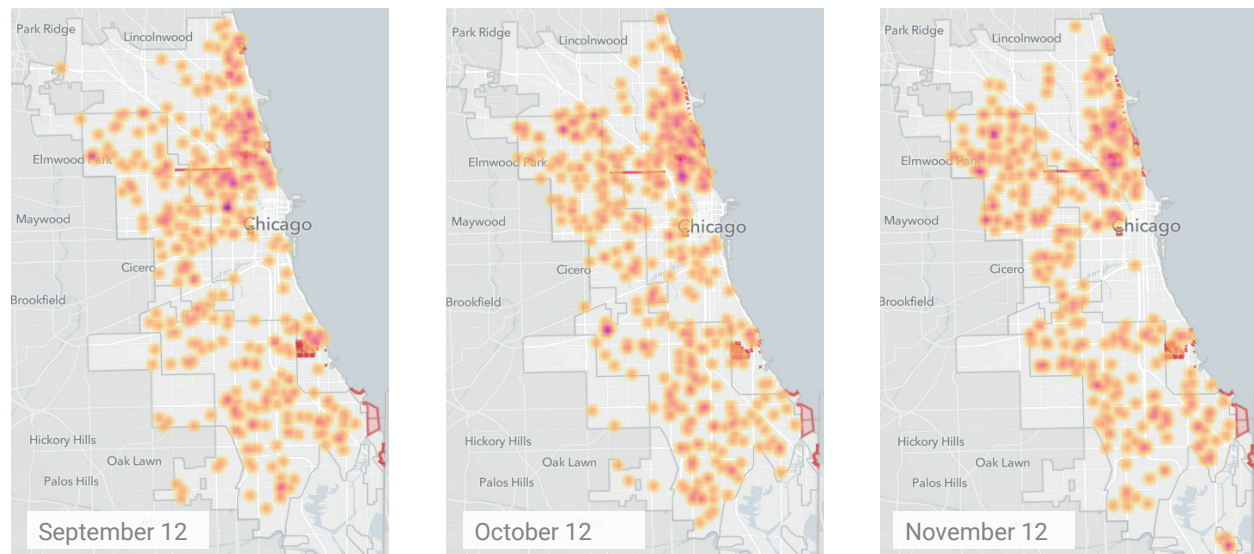 Park Ridge
Lincolnwood
Elmwood Park
Maywood
Chicago
Cicero
Brookfield
Hickory Hills
Oak Lawn
Palos Hills
September 12
Park Ridge
Lincolnwood
Elmwood Park
Maywood
Chicago
Cicero
Brookfield
Hickory Hills
Oak Lawn
Palos Hills
October 12
Park Ridge
Lincolnwood
Elmwood Park
Maywood
Chicago
Cicero
Brookfield
Hickory Hills
Oak Lawn
Palos Hills
November 12